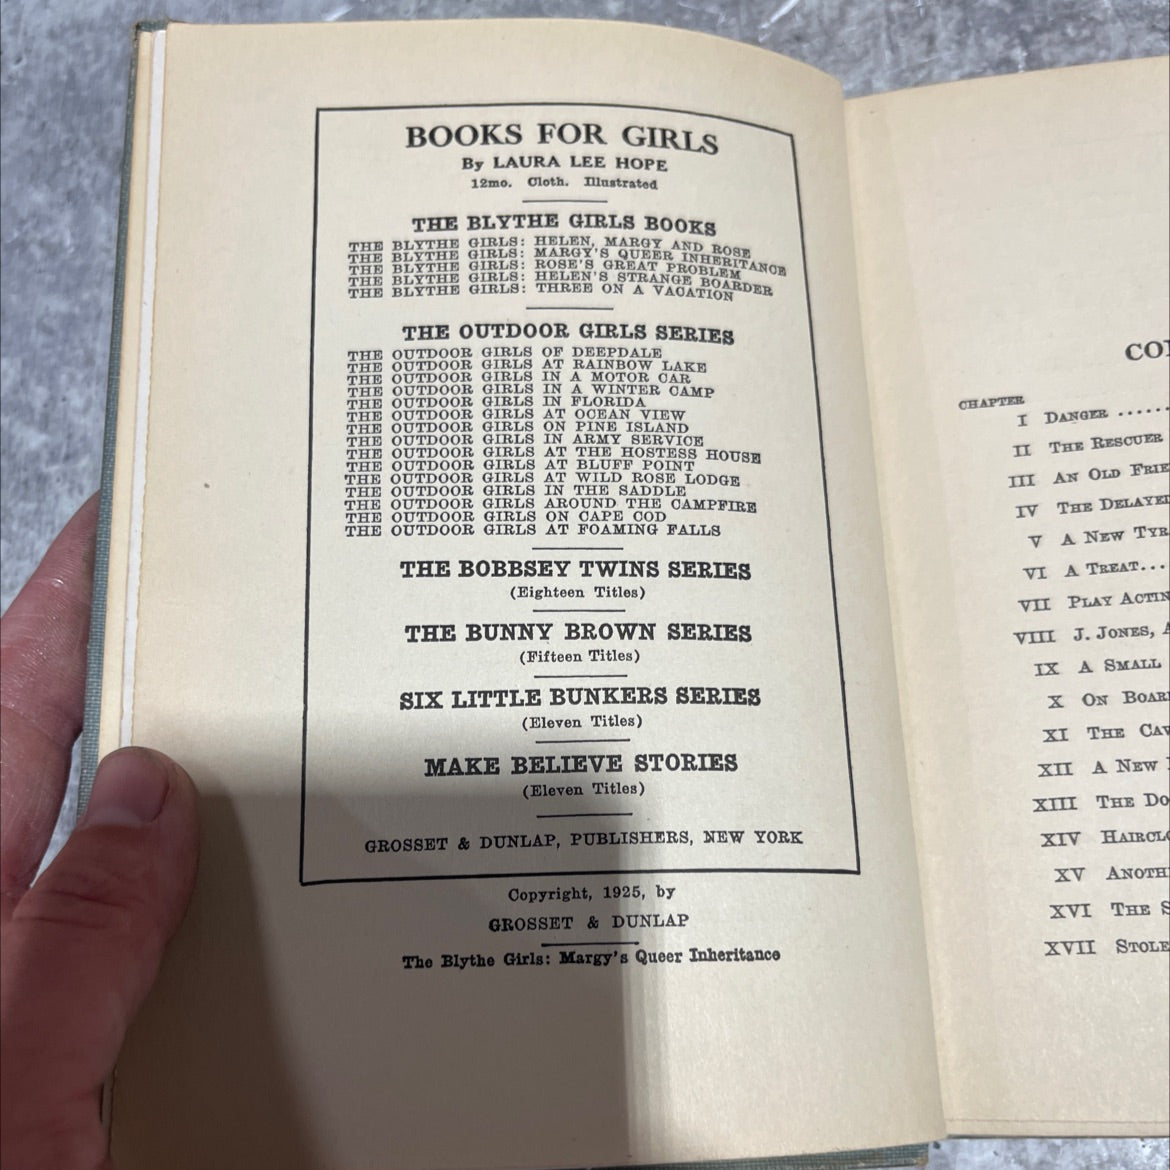 BOOKS FOR GIRLS
By LAURA LEE HOPE
12mo. Cloth. Illustrated
THE BLYTHE GIRLS BOOKS
THE BLYTHE GIRLS: HELEN, MARGY AND ROSE
THE BLYTHE GIRLS: MARGY'S QUEER INHERITANCE
THE BLYTHE GIRLS: ROSE'S GREAT PROBLEM
THE BLYTHE GIRLS: HELEN'S STRANGE BOARDER
THE BLYTHE GIRLS: THREE ON A VACATION
THE OUTDOOR GIRLS SERIES
THE OUTDOOR GIRLS OF DEEPDALE
THE OUTDOOR GIRLS AT RAINBOW LAKE
THE OUTDOOR GIRLS IN A MOTOR CAR
THE OUTDOOR GIRLS IN A WINTER CAMP
THE OUTDOOR GIRLS IN FLORIDA
THE OUTDOOR GIRLS AT OCEAN VIEW
THE OUTDOOR GIRLS ON PINE ISLAND
THE OUTDOOR GIRLS IN ARMY SERVICE
THE OUTDOOR GIRLS AT THE HOSTESS HOUSE
THE OUTDOOR GIRLS AT BLUFF POINT
THE OUTDOOR GIRLS AT WILD ROSE LODGE
THE OUTDOOR GIRLS IN THE SADDLE
THE OUTDOOR GIRLS AROUND THE CAMPFIRE
THE OUTDOOR GIRLS ON CAPE COD
THE OUTDOOR GIRLS AT FOAMING FALLS
THE BOBBSEY TWINS SERIES
(Eighteen Titles)
THE BUNNY BROWN SERIES
(Fifteen Titles)
SIX LITTLE BUNKERS SERIES
(Eleven Titles)
MAKE BELIEVE STORIES
(Eleven Titles)
GROSSET & DUNLAP, PUBLISHERS, NEW YORK
Copyright, 1925, by
GROSSET & DUNLAP
The Blythe Girls: Margy's Queer Inheritance
CO
CHAPTER
I DANGER ......
II THE RESCUER
III AN OLD FRIE
IV THE DELAYE
V A NEW TYR
VI A TREAT...
VII PLAY ACTIN
VIII J. JONES, A
IX A SMALL
X ON BOAR
XI THE CAV
XII A NEW
XIII THE DO
XIV HAIRCLO
XV ANOTH
XVI THE S
XVII STOLE